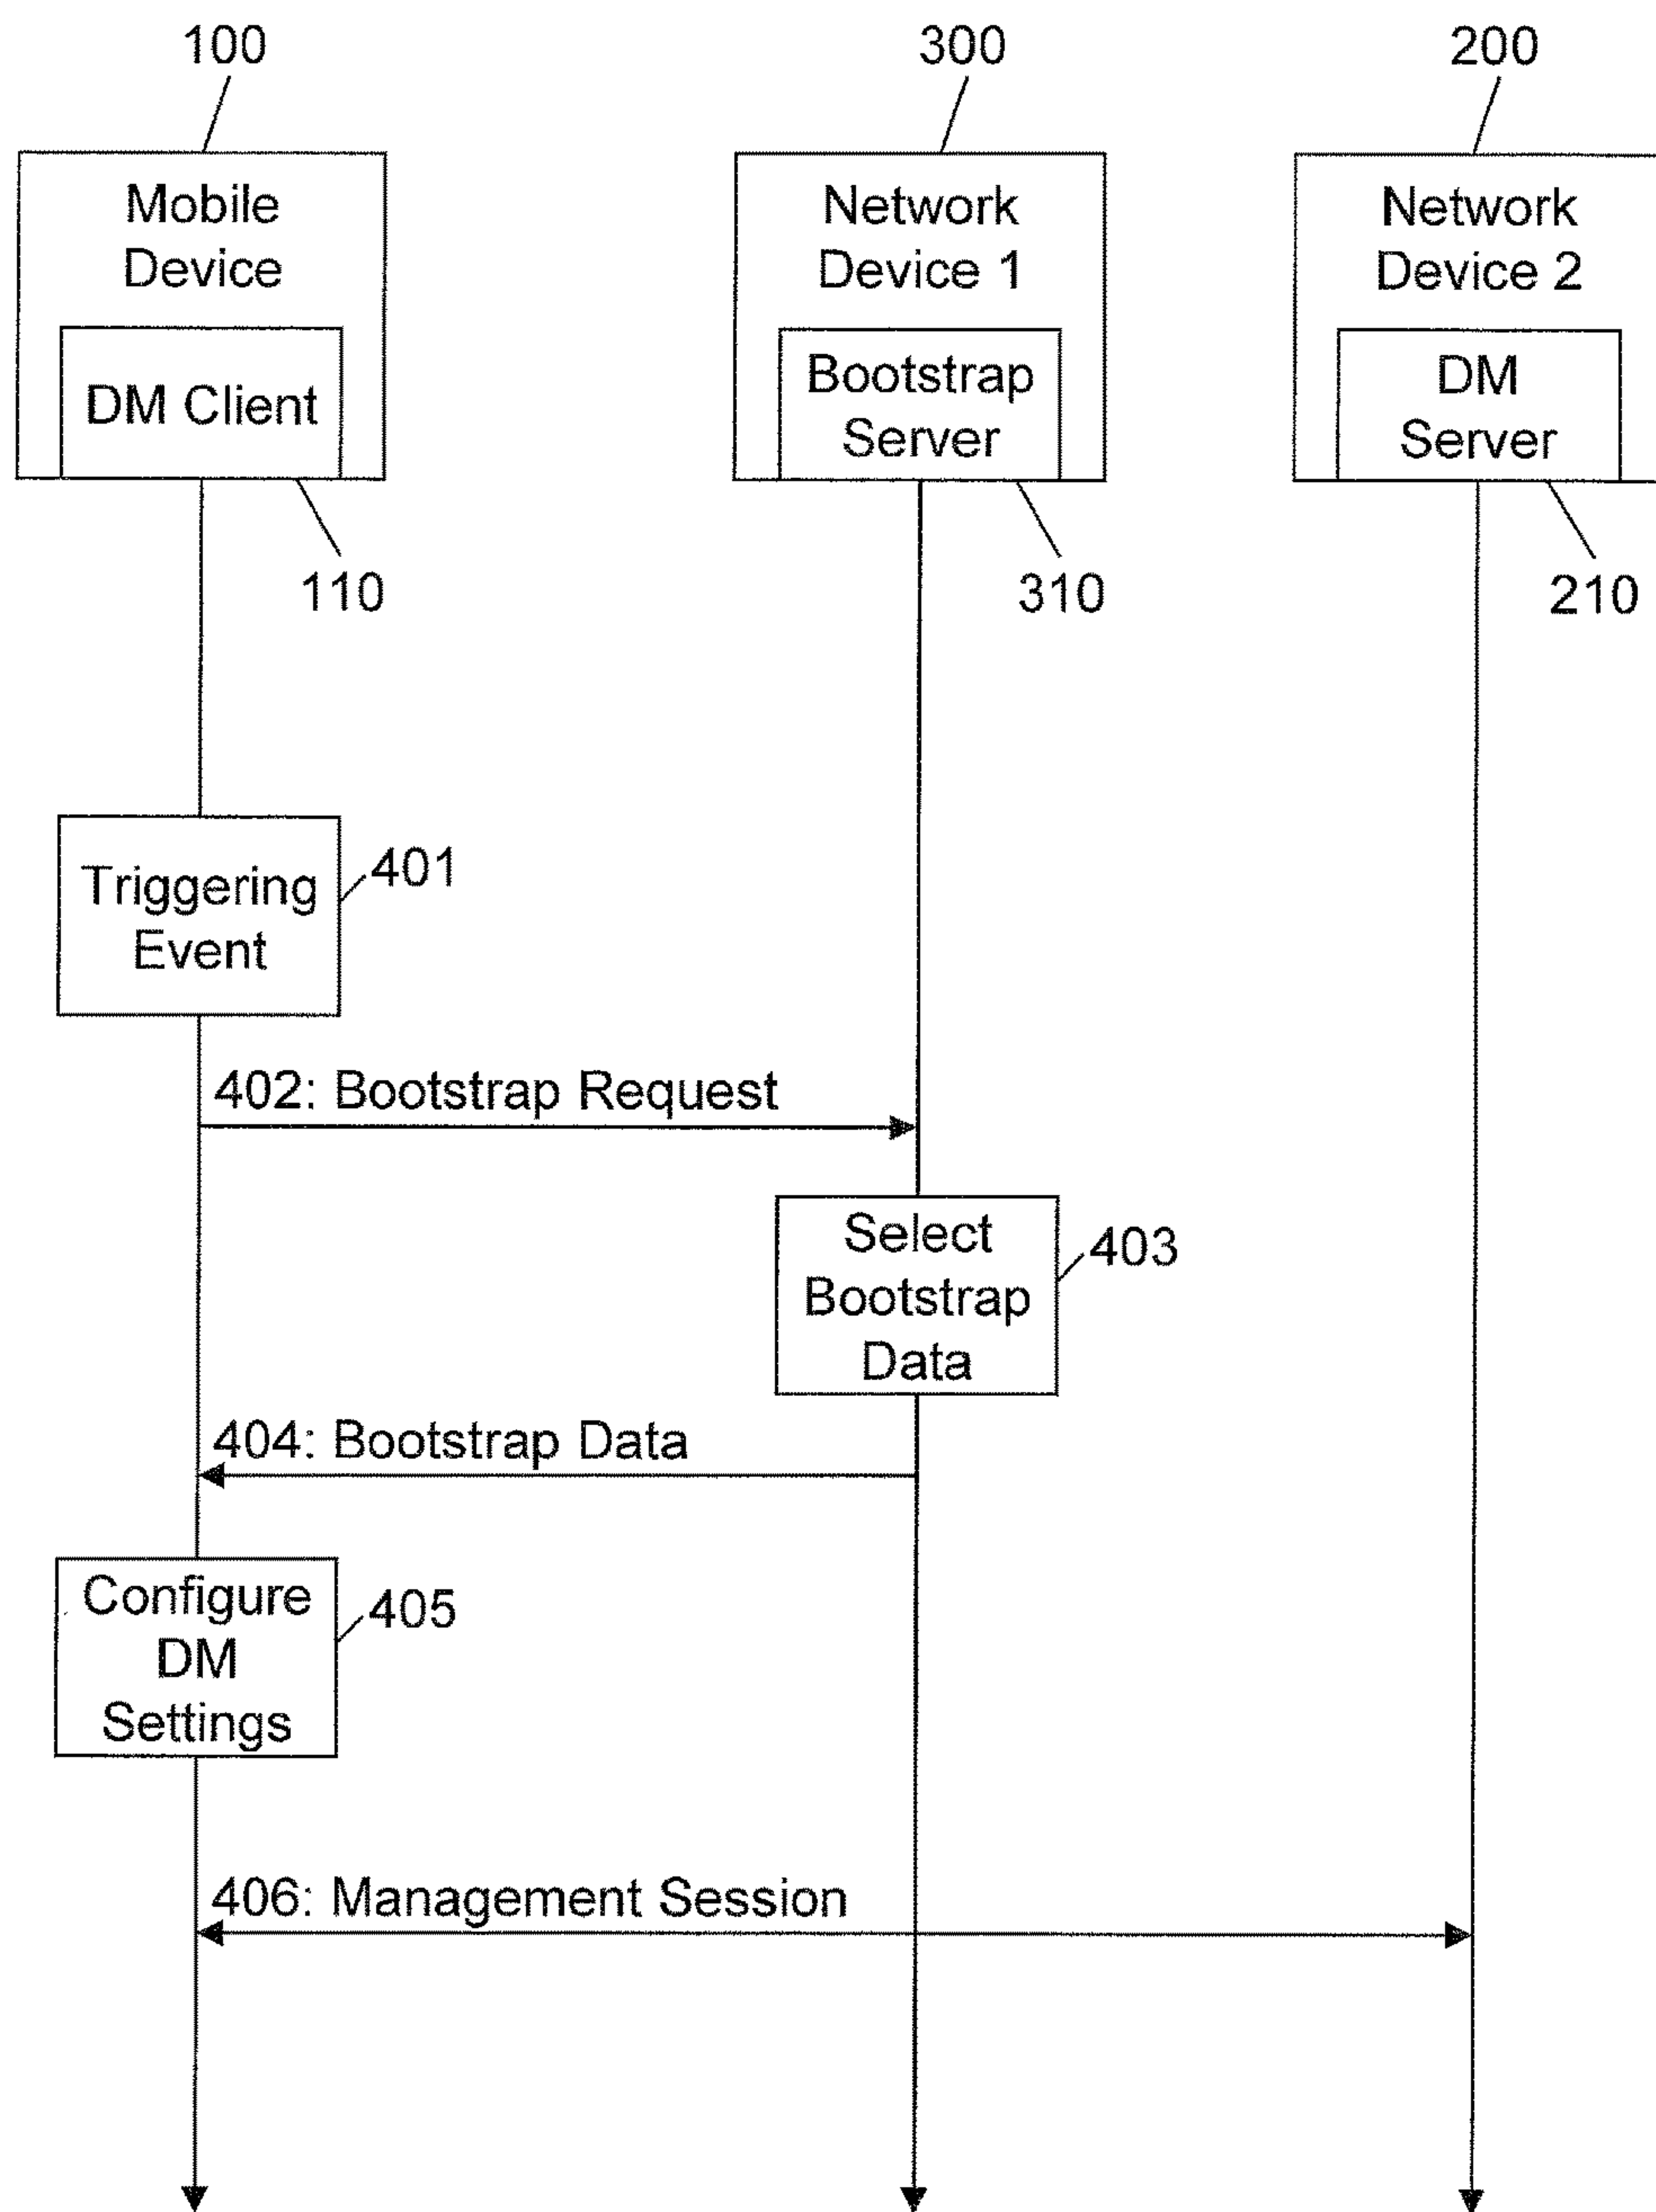 100
300
200
Mobile
Device
DM Client
Network
Device 1
Bootstrap
Server
Network
Device 2
DM
Server
110
310
210
Triggering
Event
401
402: Bootstrap Request
Select
Bootstrap
Data
403
404: Bootstrap Data
Configure
DM
Settings
405
406: Management Session